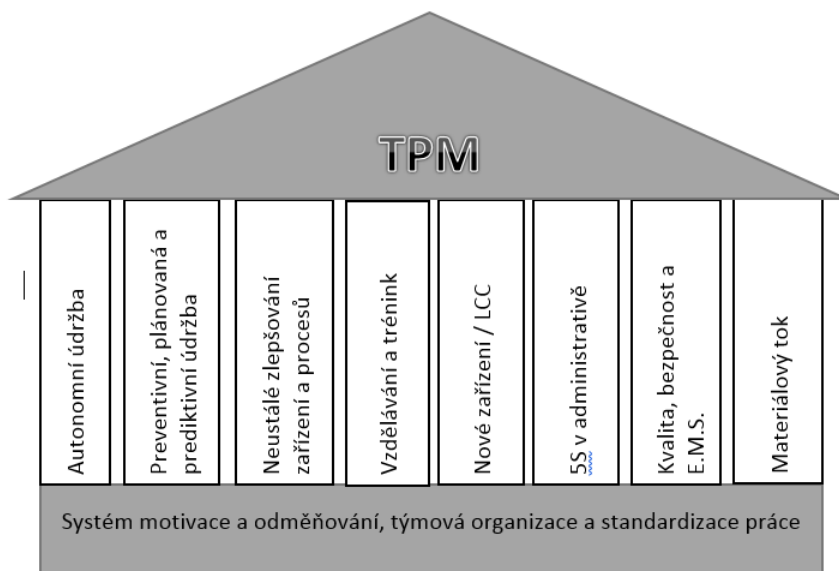 TPM
Autonomní údržba
Preventivní, plánovaná a
prediktivní údržba
Neustálé zlepšování
zařízení a procesů
Vzdělávání a trénink
Nové zařízení / LCC
5S v administrativě
Kvalita, bezpečnost a
E.M.S.
Materiálový tok
Systém motivace a odměňování, týmová organizace a standardizace práce